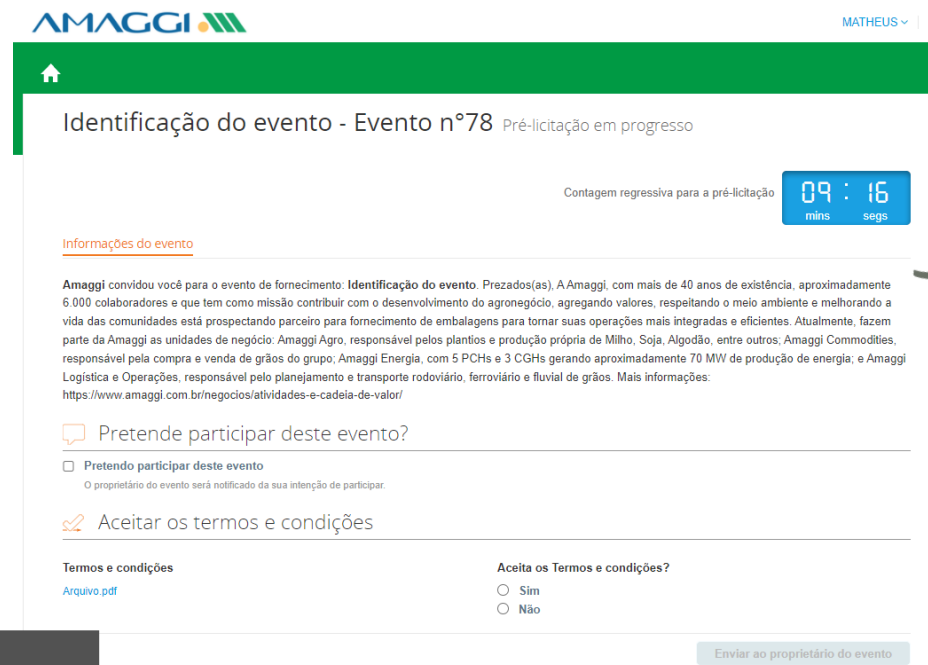 AMAGGI
MATHEUS
Identificação do evento - Evento n°78 Pré-licitação em progresso
Contagem regressiva para a pré-licitação
09 : 16
mins segs
Informações do evento
Amaggi convidou você para o evento de fornecimento: Identificação do evento. Prezados(as), A Amaggi, com mais de 40 anos de existência, aproximadamente
6.000 colaboradores e que tem como missão contribuir com o desenvolvimento do agronegócio, agregando valores, respeitando o meio ambiente e melhorando a
vida das comunidades está prospectando parceiro para fornecimento de embalagens para tornar suas operações mais integradas e eficientes. Atualmente, fazem
parte da Amaggi as unidades de negócio: Amaggi Agro, responsável pelos plantios e produção própria de Milho, Soja, Algodão, entre outros; Amaggi Commodities,
responsável pela compra e venda de grãos do grupo; Amaggi Energia, com 5 PCHs e 3 CGHs gerando aproximadamente 70 MW de produção de energia; e Amaggi
Logística e Operações, responsável pelo planejamento e transporte rodoviário, ferroviário e fluvial de grãos. Mais informações:
https://www.amaggi.com.br/negocios/atividades-e-cadeia-de-valor/
Pretende participar deste evento?
Pretendo participar deste evento
O proprietário do evento será notificado da sua intenção de participar.
Aceitar os termos e condições
Termos e condições
Arquivo.pdf
Aceita os Termos e condições?
Sim
Não
Enviar ao proprietário do evento